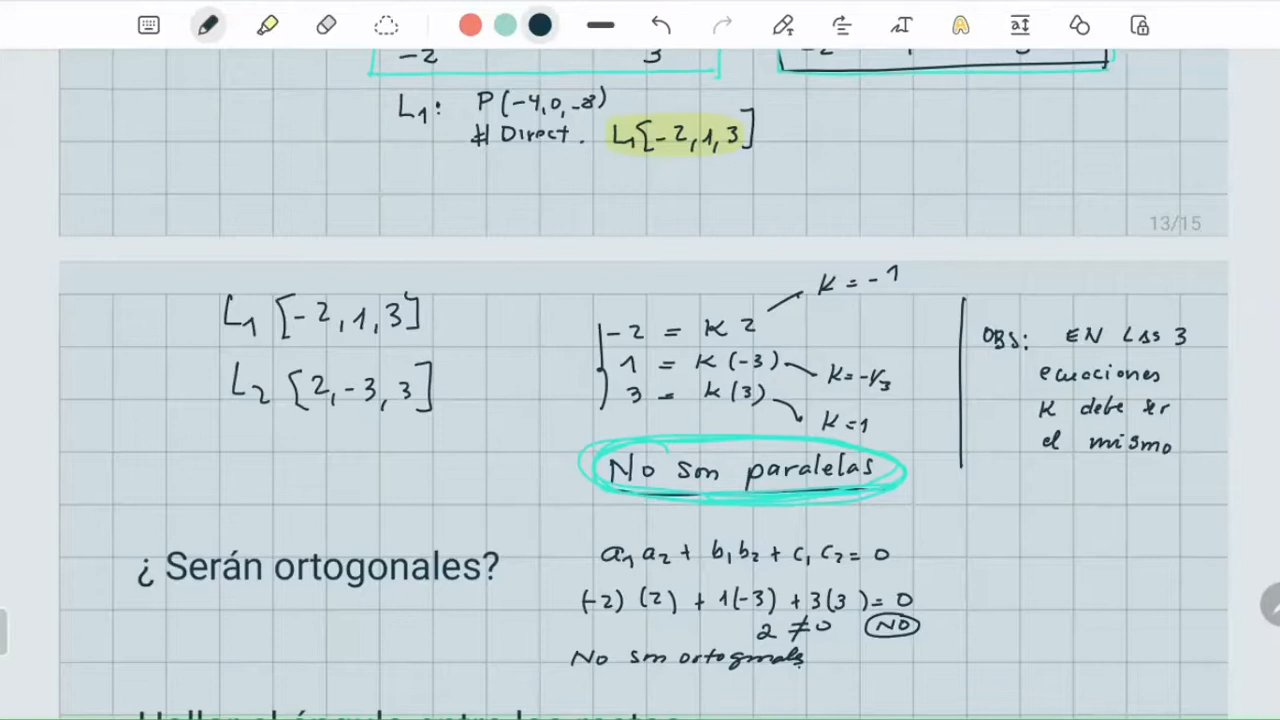 -2 3
L1: P(-4,0,-8)
# Direct. L1[-2,1,3]
13/15
L1 [-2,1,3]
L2 [2,-3,3]
-2 = K 2 K = -1
1 = K(-3) K=-1/3
3 = K(3) K=1
OBS: EN LAS 3
ecuaciones
K debe ser
el mismo
No son paralelas
¿ Serán ortogonales?
a1 a2 + b1 b2 + c1 c2 = 0
(-2) (2) + 1(-3) + 3(3) = 0
2 ≠ 0 NO
No son ortogonales